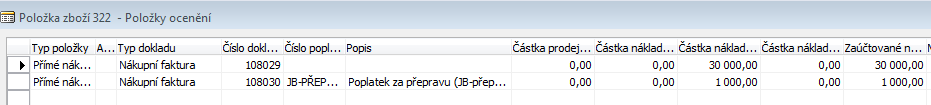 Položka zboží 322 - Položky ocenění
Typ položky A... Typ dokladu Číslo dokl... Číslo popl... Popis Částka prodej... Částka náklad... Částka náklad... Částka náklad... Zaúčtované n...
Přímé nák... Nákupní faktura 108029 0,00 0,00 30 000,00 0,00 30 000,00
Přímé nák... Nákupní faktura 108030 JB-PŘEP... Poplatek za přepravu (JB-přep... 0,00 0,00 1 000,00 0,00 1 000,00